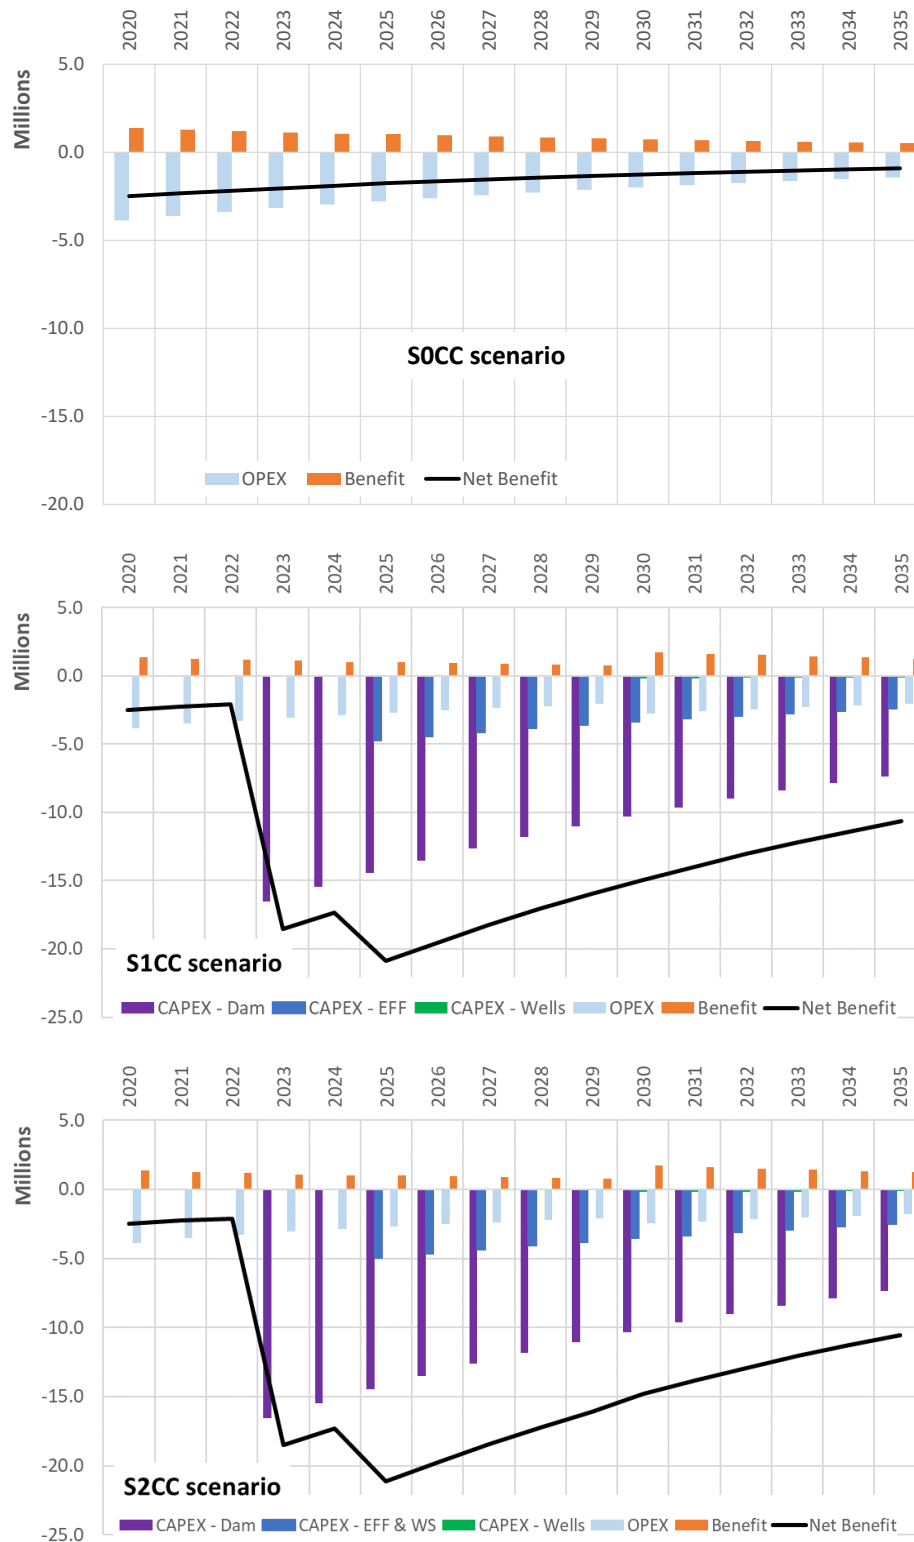 2020 2021 2022 2023 2024 2025 2026 2027 2028 2029 2030 2031 2032 2033 2034 2035
Millions
5.0
0.0
-5.0
-10.0
S0CC scenario
-15.0
OPEX Benefit Net Benefit
-20.0
2020 2021 2022 2023 2024 2025 2026 2027 2028 2029 2030 2031 2032 2033 2034 2035
Millions
5.0
0.0
-5.0
-10.0
-15.0
-20.0
S1CC scenario
CAPEX - Dam CAPEX - EFF CAPEX - Wells OPEX Benefit Net Benefit
-25.0
2020 2021 2022 2023 2024 2025 2026 2027 2028 2029 2030 2031 2032 2033 2034 2035
Millions
5.0
0.0
-5.0
-10.0
-15.0
-20.0
S2CC scenario
CAPEX - Dam CAPEX - EFF & WS CAPEX - Wells OPEX Benefit Net Benefit
-25.0